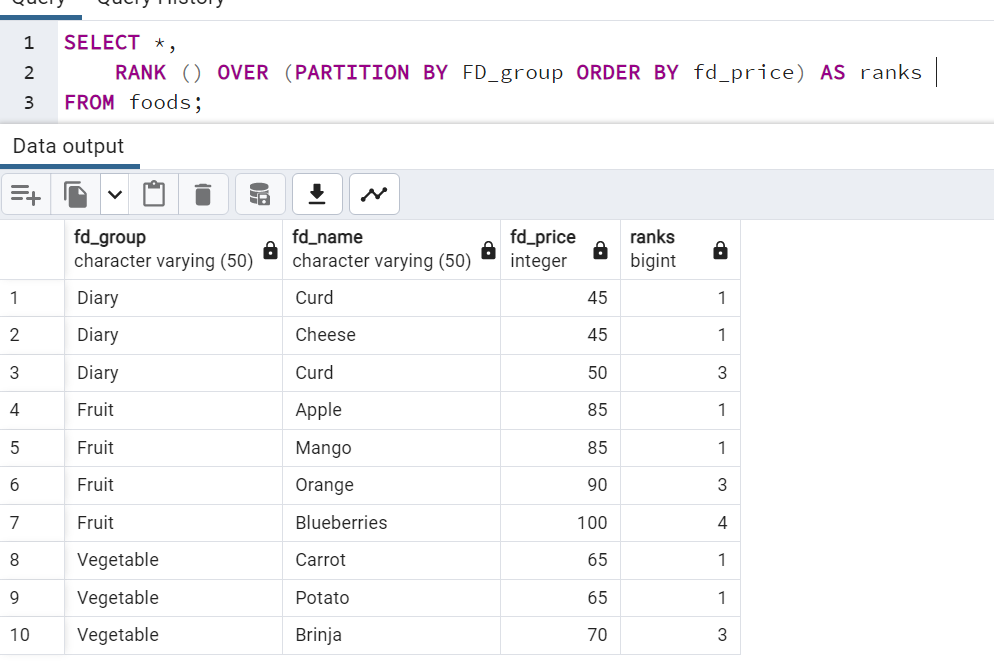 Query Query History
1 SELECT *,
2 RANK () OVER (PARTITION BY FD_group ORDER BY fd_price) AS ranks
3 FROM foods;
Data output
fd_group fd_name fd_price ranks
character varying (50) character varying (50) integer bigint
1 Diary Curd 45 1
2 Diary Cheese 45 1
3 Diary Curd 50 3
4 Fruit Apple 85 1
5 Fruit Mango 85 1
6 Fruit Orange 90 3
7 Fruit Blueberries 100 4
8 Vegetable Carrot 65 1
9 Vegetable Potato 65 1
10 Vegetable Brinja 70 3